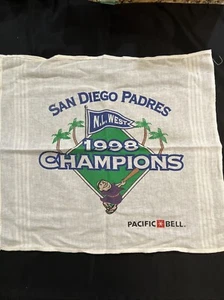 SAN DIEGO PADRES
N.L. WEST
1998
CHAMPIONS
PACIFIC BELL.